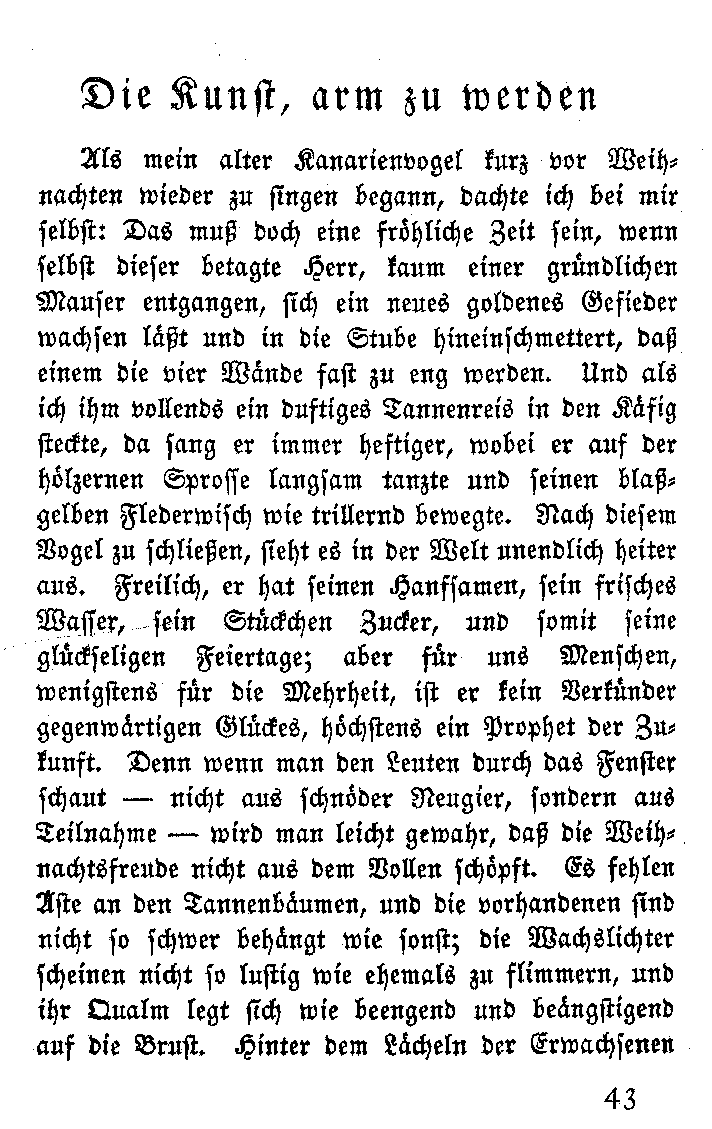 Die Kunst, arm zu werden
Als mein alter Kanarienvogel kurz vor Weih-
nachten wieder zu singen begann, dachte ich bei mir
selbst: Das muß doch eine fröhliche Zeit sein, wenn
selbst dieser betagte Herr, kaum einer gründlichen
Mauser entgangen, sich ein neues goldenes Gefieder
wachsen läßt und in die Stube hineinschmettert, daß
einem die vier Wände fast zu eng werden. Und als
ich ihm vollends ein duftiges Tannenreis in den Käfig
steckte, da sang er immer heftiger, wobei er auf der
hölzernen Sprosse langsam tanzte und seinen blaß-
gelben Flederwisch wie trillernd bewegte. Nach diesem
Vogel zu schließen, sieht es in der Welt unendlich heiter
aus. Freilich, er hat seinen Hanfsamen, sein frisches
Wasser, sein Stückchen Zucker, und somit seine
glückseligen Feiertage; aber für uns Menschen,
wenigstens für die Mehrheit, ist er kein Verkünder
gegenwärtigen Glückes, höchstens ein Prophet der Zu-
kunft. Denn wenn man den Leuten durch das Fenster
schaut — nicht aus schnöder Neugier, sondern aus
Teilnahme — wird man leicht gewahr, daß die Weih-
nachtsfreude nicht aus dem Vollen schöpft. Es fehlen
Äste an den Tannenbäumen, und die vorhandenen sind
nicht so schwer behängt wie sonst; die Wachslichter
scheinen nicht so lustig wie ehemals zu flimmern, und
ihr Qualm legt sich wie beengend und beängstigend
auf die Brust. Hinter dem Lächeln der Erwachsenen
43